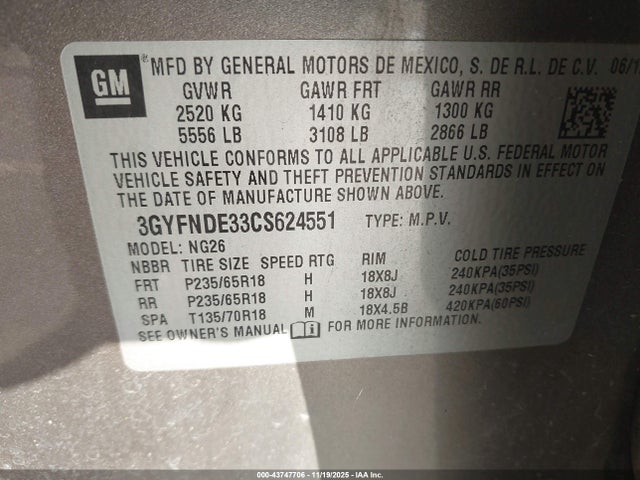 GM
MFD BY GENERAL MOTORS DE MEXICO, S. DE R.L. DE C.V. 06/1
GVWR GAWR FRT GAWR RR
2520 KG 1410 KG 1300 KG
5556 LB 3108 LB 2866 LB
THIS VEHICLE CONFORMS TO ALL APPLICABLE U.S. FEDERAL MOTOR
VEHICLE SAFETY AND THEFT PREVENTION STANDARDS IN EFFECT ON
THE DATE OF MANUFACTURE SHOWN ABOVE.
3GYFNDE33CS624551 TYPE: M.P.V.
MODEL: NG26
NBBR TIRE SIZE SPEED RTG RIM COLD TIRE PRESSURE
FRT P235/65R18 H 18X8J 240KPA(35PSI)
RR P235/65R18 H 18X8J 240KPA(35PSI)
SPA T135/70R18 M 18X4.5B 420KPA(60PSI)
SEE OWNER'S MANUAL FOR MORE INFORMATION.
000-43747706 - 11/19/2025 - IAA Inc.